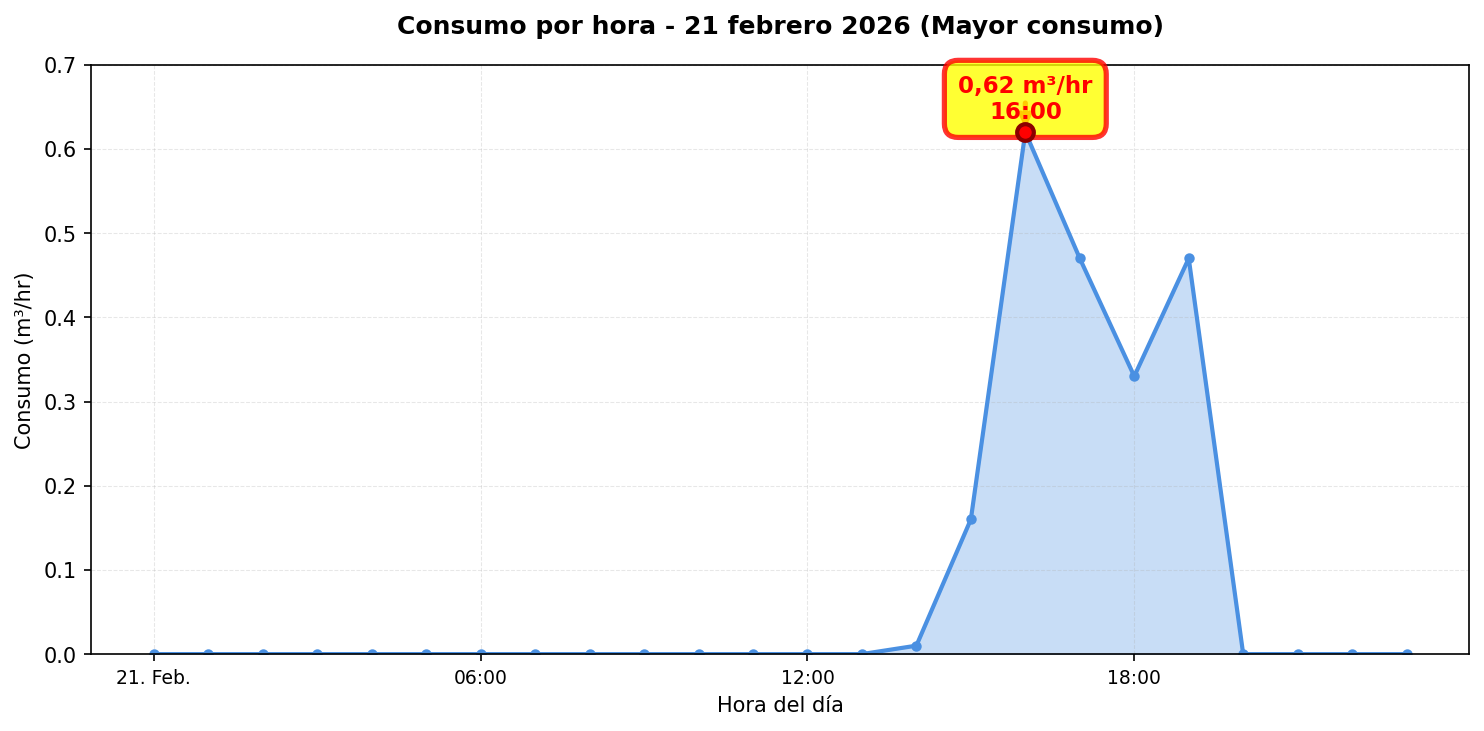 Consumo por hora - 21 febrero 2026 (Mayor consumo)
0,62 m³/hr
16:00
0.7
0.6
0.5
0.4
0.3
0.2
0.1
0.0
Consumo (m³/hr)
21. Feb.
06:00
12:00
18:00
Hora del día